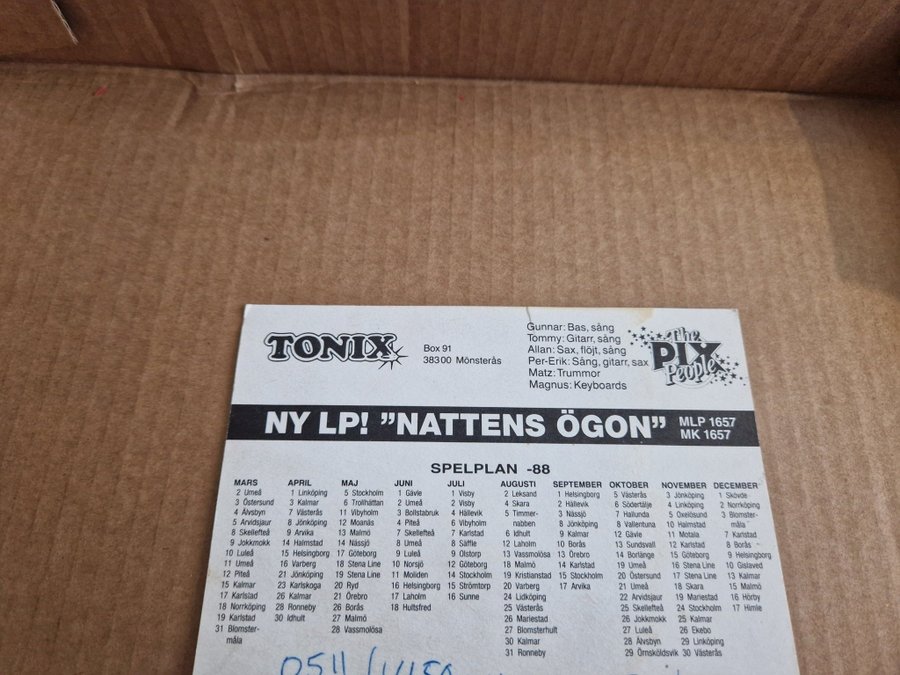 TONIX
Box 91
383 00 Mönsterås
Gunnar: Bas, sång
Tommy: Gitarr, sång
Allan: Sax, flöjt, sång
Per-Erik: Sång, gitarr, sax
Matz: Trummor
Magnus: Keyboards
The
PIX
People
NY LP! ”NATTENS ÖGON”
MLP 1657
MK 1657
SPELPLAN -88
MARS
2 Umeå
3 Östersund
4 Älvsbyn
5 Arvidsjaur
8 Skellefteå
9 Jokkmokk
10 Luleå
11 Umeå
12 Piteå
15 Kalmar
17 Karlstad
18 Norrköping
19 Karlstad
31 Blomster-
måla
APRIL
1 Linköping
3 Kalmar
7 Västerås
8 Jönköping
9 Arvika
14 Halmstad
15 Helsingborg
16 Varberg
21 Jönköping
23 Karlskoga
26 Kalmar
28 Ronneby
30 Idhult
MAJ
5 Stockholm
6 Trollhättan
11 Vibyholm
12 Moanäs
13 Malmö
14 Nässjö
17 Göteborg
18 Stena Line
19 Stena Line
20 Ryd
21 Örebro
26 Borås
27 Malmö
28 Vassmolösa
JUNI
1 Gävle
2 Umeå
3 Bollstabruk
4 Piteå
7 Skellefteå
8 Umeå
9 Luleå
10 Norsjö
11 Moliden
16 Helsingborg
17 Laholm
18 Hultsfred
JULI
1 Visby
2 Visby
4 Hällevik
6 Vibyholm
7 Karlstad
8 Säffle
9 Ölstorp
12 Göteborg
14 Stockholm
15 Strömtorp
16 Sunne
AUGUSTI
2 Leksand
4 Skara
5 Timmer-
nabben
6 Idhult
12 Laholm
13 Vassmolösa
18 Malmö
19 Kristianstad
20 Varberg
24 Lidköping
25 Västerås
26 Mariestad
27 Blomsterhult
30 Kalmar
31 Ronneby
SEPTEMBER
1 Helsingborg
2 Hällevik
3 Nässjö
8 Jönköping
9 Kalmar
10 Borås
13 Örebro
14 Karlstad
15 Stockholm
17 Arvika
OKTOBER
5 Västerås
6 Södertälje
7 Hallunda
8 Vallentuna
12 Gävle
13 Sundsvall
14 Borlänge
19 Umeå
20 Östersund
21 Umeå
22 Arvidsjaur
25 Skellefteå
26 Jokkmokk
27 Luleå
28 Älvsbyn
29 Örnsköldsvik
NOVEMBER
3 Jönköping
4 Linköping
5 Oxelösund
10 Halmstad
11 Motala
12 Karlstad
15 Göteborg
16 Stena Line
17 Stena Line
18 Skara
19 Mariestad
24 Stockholm
25 Kalmar
26 Ekebo
29 Linköping
30 Västerås
DECEMBER
1 Skövde
2 Norrköping
3 Blomster-
måla
7 Karlstad
8 Borås
9 Helsingborg
10 Gislaved
13 Kalmar
15 Malmö
16 Hörby
17 Himle